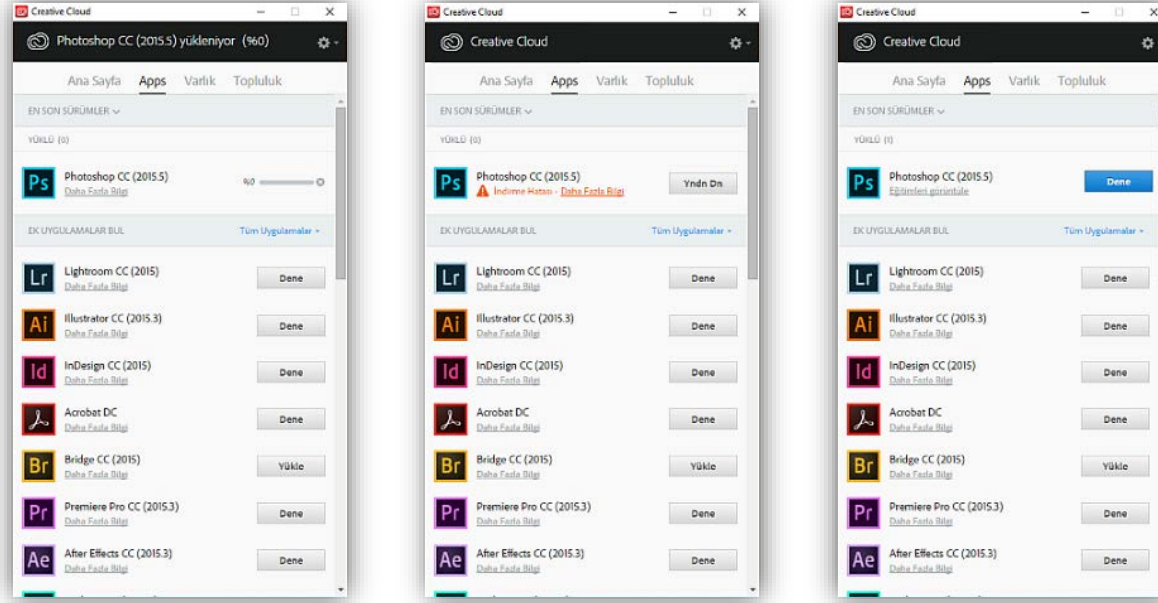 Creative Cloud
Photoshop CC (2015.5) yükleniyor (%0)
Ana Sayfa Apps Varlık Topluluk
EN SON SÜRÜMLER
YÜKLÜ (0)
Ps Photoshop CC (2015.5)
Daha Fazla Bilgi
%0
EK UYGULAMALAR BUL Tüm Uygulamalar
Lr Lightroom CC (2015)
Daha Fazla Bilgi
Dene
Ai Illustrator CC (2015.3)
Daha Fazla Bilgi
Dene
Id InDesign CC (2015)
Daha Fazla Bilgi
Dene
Acrobat DC
Daha Fazla Bilgi
Dene
Br Bridge CC (2015)
Daha Fazla Bilgi
Yükle
Pr Premiere Pro CC (2015.3)
Daha Fazla Bilgi
Dene
Ae After Effects CC (2015.3)
Daha Fazla Bilgi
Dene
Creative Cloud
Creative Cloud
Ana Sayfa Apps Varlık Topluluk
EN SON SÜRÜMLER
YÜKLÜ (0)
Ps Photoshop CC (2015.5)
İndirme Hatası - Daha Fazla Bilgi
Yndn Dn
EK UYGULAMALAR BUL Tüm Uygulamalar
Lr Lightroom CC (2015)
Daha Fazla Bilgi
Dene
Ai Illustrator CC (2015.3)
Daha Fazla Bilgi
Dene
Id InDesign CC (2015)
Daha Fazla Bilgi
Dene
Acrobat DC
Daha Fazla Bilgi
Dene
Br Bridge CC (2015)
Daha Fazla Bilgi
Yükle
Pr Premiere Pro CC (2015.3)
Daha Fazla Bilgi
Dene
Ae After Effects CC (2015.3)
Daha Fazla Bilgi
Dene
Creative Cloud
Creative Cloud
Ana Sayfa Apps Varlık Topluluk
EN SON SÜRÜMLER
YÜKLÜ (1)
Ps Photoshop CC (2015.5)
Eğitimleri görüntüle
Dene
EK UYGULAMALAR BUL Tüm Uygulamalar
Lr Lightroom CC (2015)
Daha Fazla Bilgi
Dene
Ai Illustrator CC (2015.3)
Daha Fazla Bilgi
Dene
Id InDesign CC (2015)
Daha Fazla Bilgi
Dene
Acrobat DC
Daha Fazla Bilgi
Dene
Br Bridge CC (2015)
Daha Fazla Bilgi
Yükle
Pr Premiere Pro CC (2015.3)
Daha Fazla Bilgi
Dene
Ae After Effects CC (2015.3)
Daha Fazla Bilgi
Dene